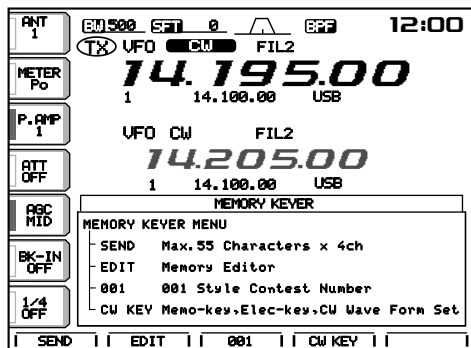 ANT
1
BW 500 SFT 0 BPF 12:00
TX VFO CW FIL2
METER
Po
14.195.00
1 14.100.00 USB
P.AMP
1
VFO CW FIL2
ATT
OFF
14.205.00
1 14.100.00 USB
AGC
MID
MEMORY KEYER
MEMORY KEYER MENU
SEND Max.55 Characters x 4ch
BK-IN
OFF
EDIT Memory Editor
001 001 Style Contest Number
1/4
OFF
CW KEY Memo-key,Elec-key,CW Wave Form Set
SEND EDIT 001 CW KEY